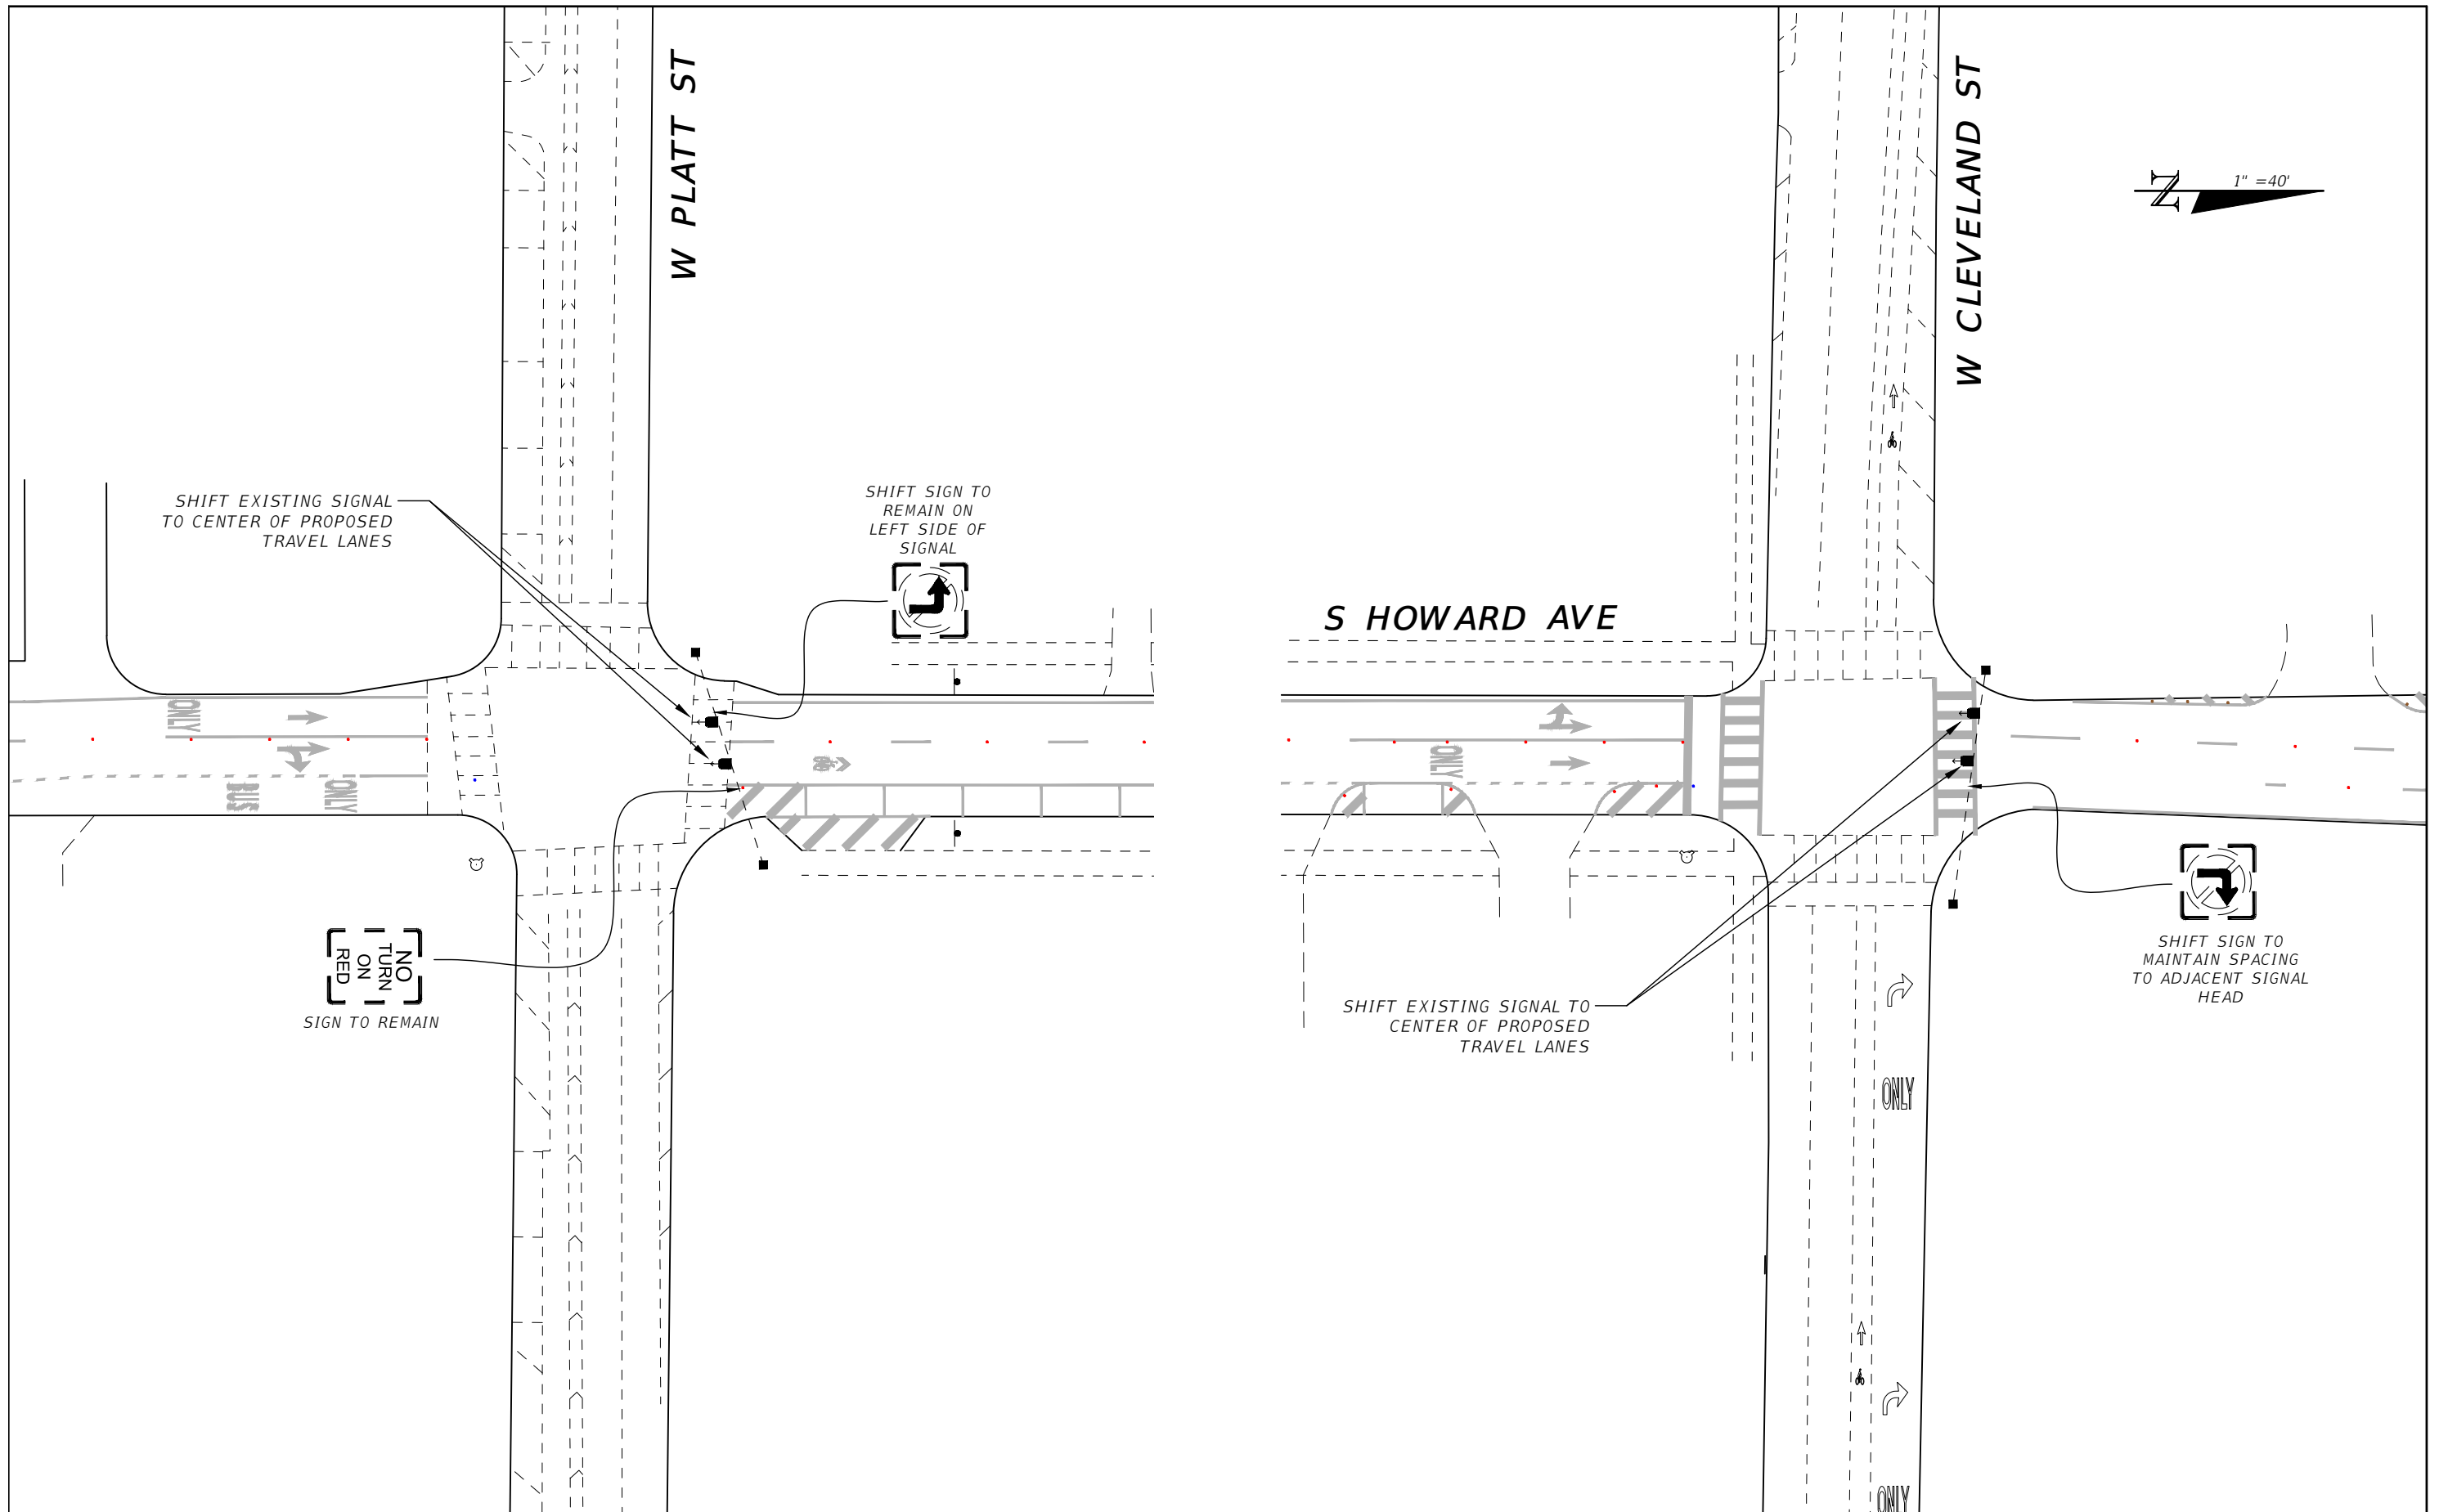 W PLATT ST
W CLEVELAND ST
N
1" =40'
SHIFT EXISTING SIGNAL
TO CENTER OF PROPOSED
TRAVEL LANES
SHIFT SIGN TO
REMAIN ON
LEFT SIDE OF
SIGNAL
S HOWARD AVE
ONLY
BUS
ONLY
ONLY
NO
TURN
ON
RED
SIGN TO REMAIN
SHIFT EXISTING SIGNAL TO
CENTER OF PROPOSED
TRAVEL LANES
SHIFT SIGN TO
MAINTAIN SPACING
TO ADJACENT SIGNAL
HEAD
ONLY
ONLY